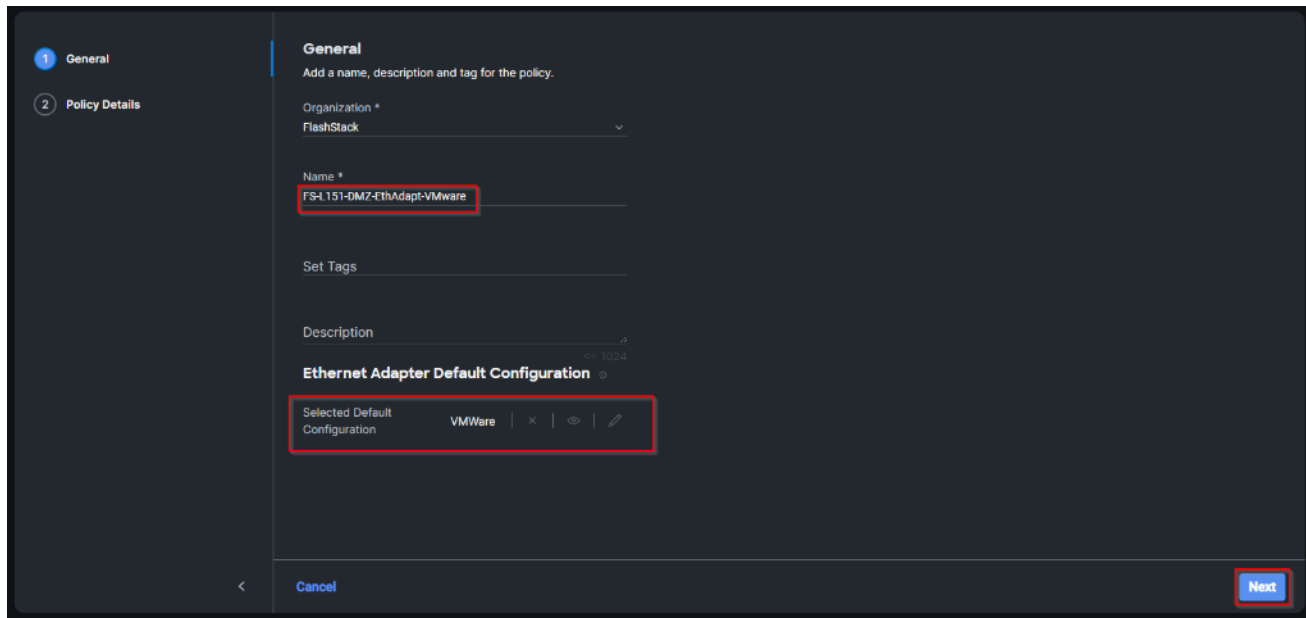 1 General
2 Policy Details
General
Add a name, description and tag for the policy.
Organization *
FlashStack
Name *
FS-L151-DMZ-EthAdapt-VMware
Set Tags
Description
<= 1024
Ethernet Adapter Default Configuration
Selected Default
Configuration
VMWare
Cancel
Next